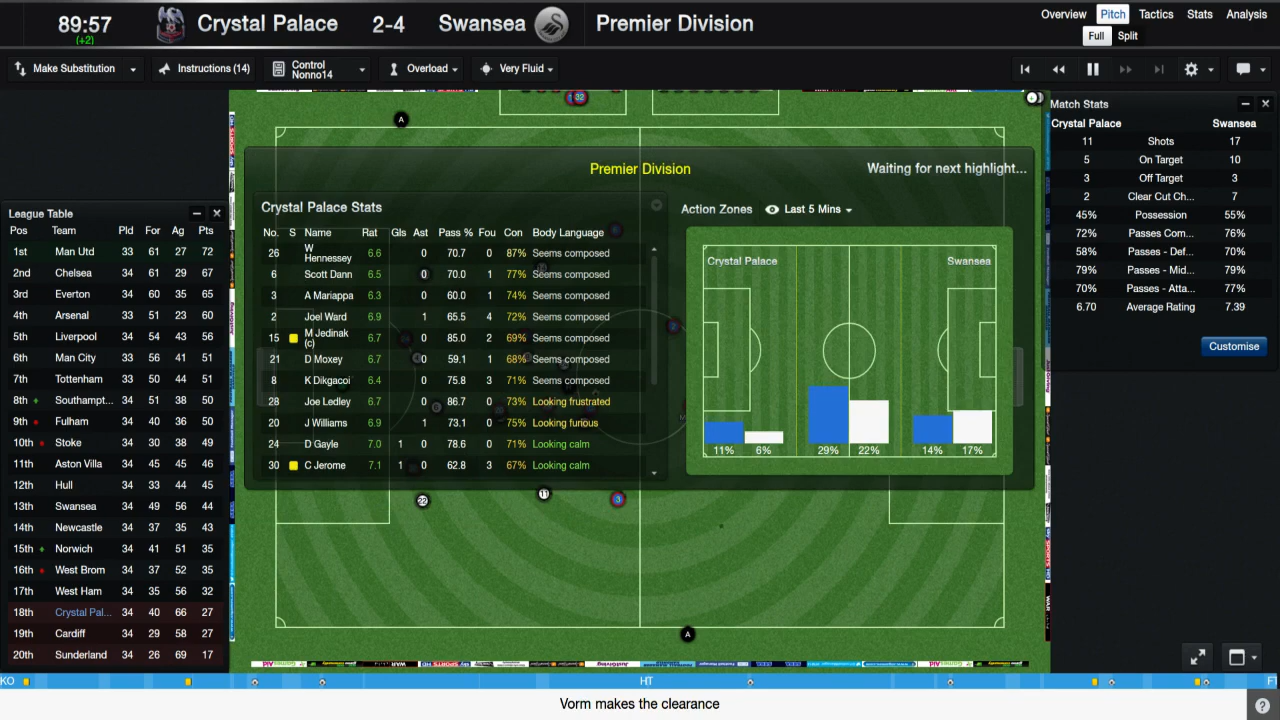 89:57
(+2)
Crystal Palace 2-4 Swansea
Premier Division
Overview Pitch Tactics Stats Analysis
Full Split
Make Substitution
Instructions (14)
Control
Nonno14
Overload
Very Fluid
Premier Division
Waiting for next highlight...
Crystal Palace Stats
No. S Name Rat Gls Ast Pass % Fou Con Body Language
26 W Hennessey 6.6 0 70.7 0 87% Seems composed
6 Scott Dann 6.5 0 70.0 1 77% Seems composed
3 A Mariappa 6.3 0 60.0 1 74% Seems composed
2 Joel Ward 6.9 1 65.5 4 72% Seems composed
15 M Jedinak (c) 6.7 0 85.0 2 69% Seems composed
21 D Moxey 6.7 0 59.1 1 68% Seems composed
8 K Dikgacoi 6.4 0 75.8 3 71% Seems composed
28 Joe Ledley 6.7 0 86.7 0 73% Looking frustrated
20 J Williams 6.9 1 73.1 0 75% Looking furious
24 D Gayle 7.0 1 0 78.6 0 71% Looking calm
30 C Jerome 7.1 1 0 62.8 3 67% Looking calm
Action Zones Last 5 Mins
Crystal Palace Swansea
11% 6% 29% 22% 14% 17%
League Table
Pos Team Pld For Ag Pts
1st Man Utd 33 61 27 72
2nd Chelsea 34 61 29 67
3rd Everton 34 60 35 65
4th Arsenal 33 51 23 60
5th Liverpool 34 54 43 56
6th Man City 33 56 41 51
7th Tottenham 33 50 44 51
8th Southampt... 34 51 38 50
9th Fulham 34 40 36 50
10th Stoke 34 30 38 49
11th Aston Villa 34 45 45 46
12th Hull 34 33 44 45
13th Swansea 34 49 56 44
14th Newcastle 34 37 35 43
15th Norwich 34 41 51 35
16th West Brom 34 37 52 35
17th West Ham 34 35 56 32
18th Crystal Pal... 34 40 66 27
19th Cardiff 34 29 58 27
20th Sunderland 34 26 69 17
Match Stats
Crystal Palace Swansea
11 Shots 17
5 On Target 10
3 Off Target 3
2 Clear Cut Ch... 7
45% Possession 55%
72% Passes Com... 76%
58% Passes - Def... 70%
79% Passes - Mid... 79%
70% Passes - Atta... 77%
6.70 Average Rating 7.39
Customise
32
A
22
11
3
A
KO HT FT
Vorm makes the clearance
?